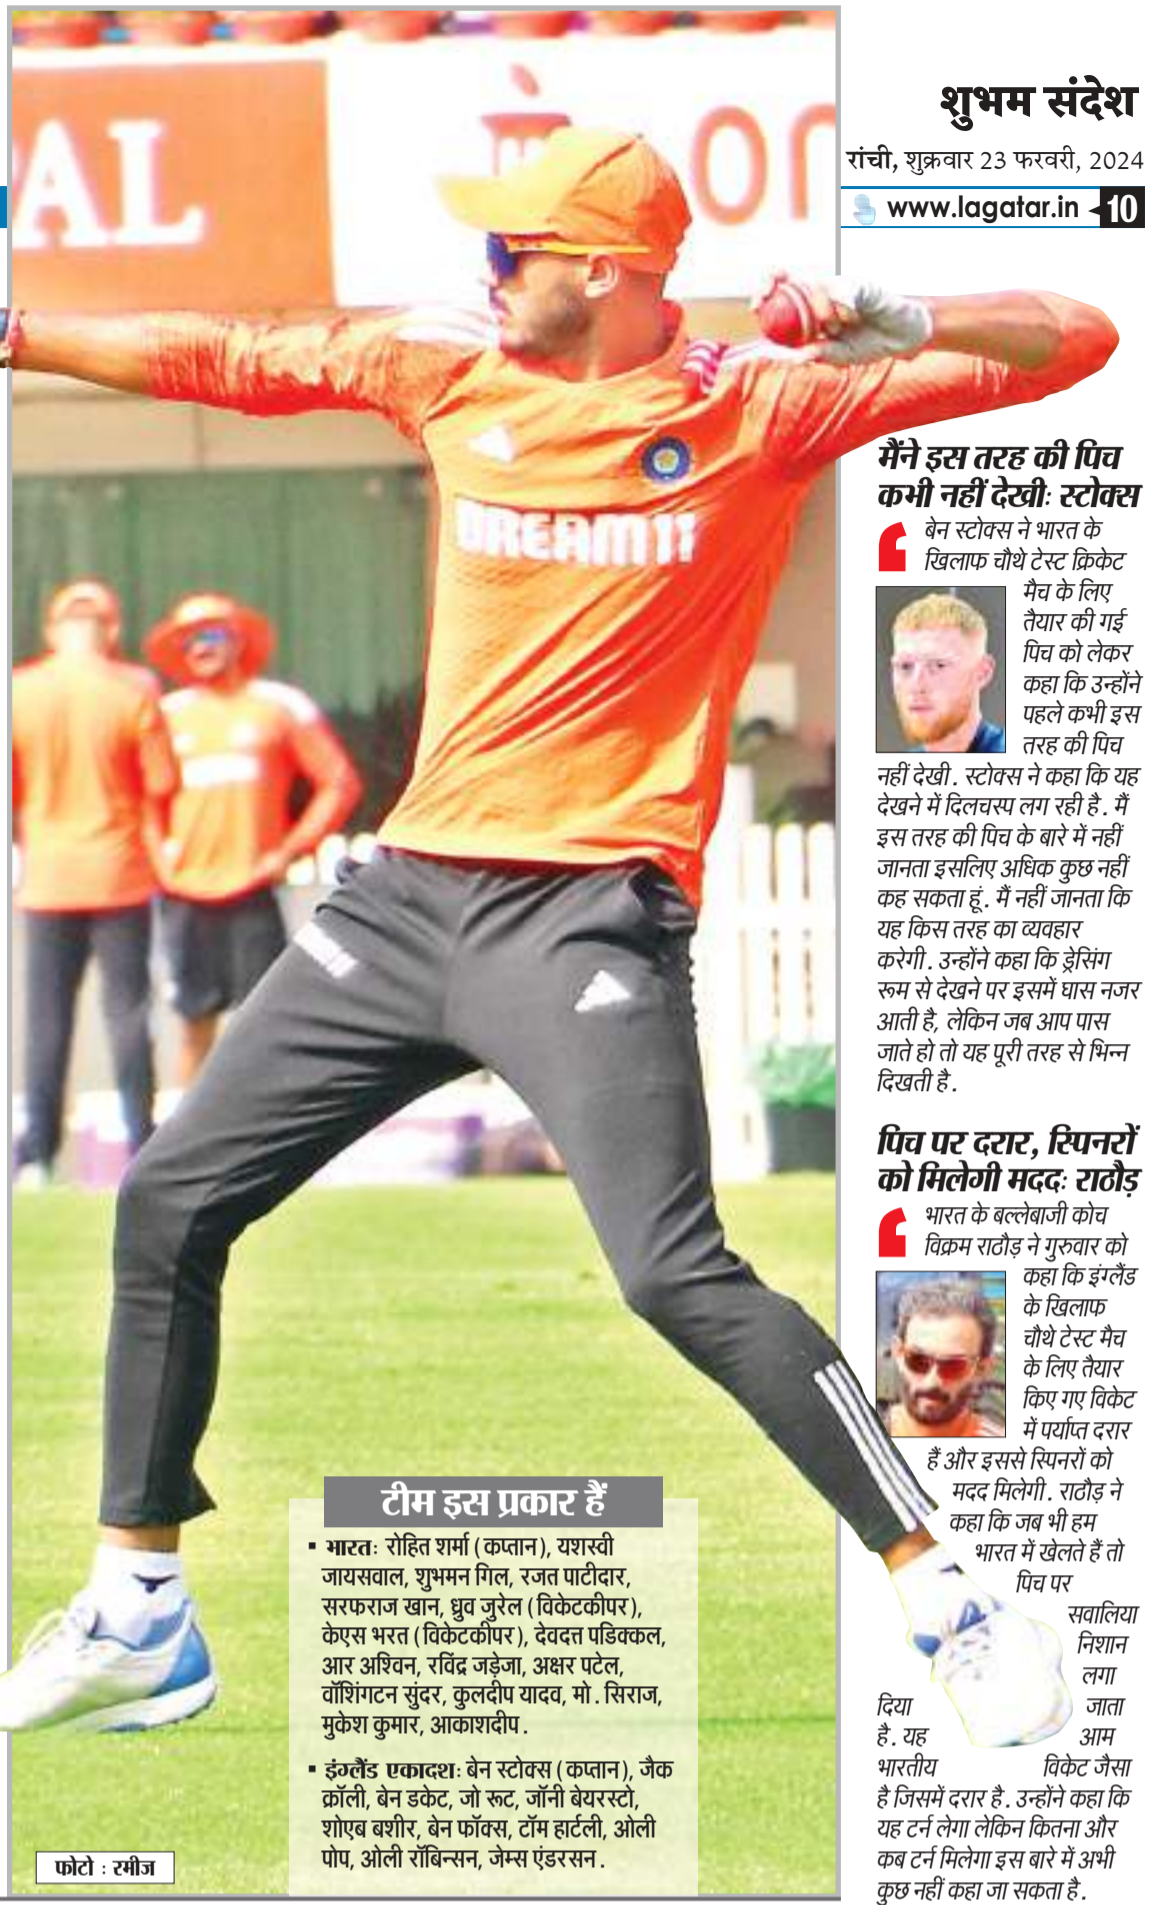 शुभम संदेश
रांची, शुक्रवार 23 फरवरी, 2024
www.lagatar.in 10
AL
or
DREAM11
मैंने इस तरह की पिच
कभी नहीं देखी: स्टोक्स
बेन स्टोक्स ने भारत के
खिलाफ चौथे टेस्ट क्रिकेट
मैच के लिए
तैयार की गई
पिच को लेकर
कहा कि उन्होंने
पहले कभी इस
तरह की पिच
नहीं देखी. स्टोक्स ने कहा कि यह
देखने में दिलचस्प लग रही है. मैं
इस तरह की पिच के बारे में नहीं
जानता इसलिए अधिक कुछ नहीं
कह सकता हूं. मैं नहीं जानता कि
यह किस तरह का व्यवहार
करेगी. उन्होंने कहा कि ड्रेसिंग
रूम से देखने पर इसमें घास नजर
आती है, लेकिन जब आप पास
जाते हो तो यह पूरी तरह से भिन्न
दिखती है.
पिच पर दरार, स्पिनरों
को मिलेगी मदद: राठौड़
भारत के बल्लेबाजी कोच
विक्रम राठौड़ ने गुरुवार को
कहा कि इंग्लैंड
के खिलाफ
चौथे टेस्ट मैच
के लिए तैयार
किए गए विकेट
में पर्याप्त दरार
हैं और इससे स्पिनरों को
मदद मिलेगी. राठौड़ ने
कहा कि जब भी हम
भारत में खेलते हैं तो
पिच पर
सवालिया
निशान
लगा
दिया जाता
है. यह आम
भारतीय विकेट जैसा
है जिसमें दरार है. उन्होंने कहा कि
यह टर्न लेगा लेकिन कितना और
कब टर्न मिलेगा इस बारे में अभी
कुछ नहीं कहा जा सकता है.
टीम इस प्रकार हैं
▪ भारत: रोहित शर्मा (कप्तान), यशस्वी
जायसवाल, शुभमन गिल, रजत पाटीदार,
सरफराज खान, ध्रुव जुरेल (विकेटकीपर),
केएस भरत (विकेटकीपर), देवदत्त पडिक्कल,
आर अश्विन, रविंद्र जड़ेजा, अक्षर पटेल,
वॉशिंगटन सुंदर, कुलदीप यादव, मो. सिराज,
मुकेश कुमार, आकाशदीप.
▪ इंग्लैंड एकादश: बेन स्टोक्स (कप्तान), जैक
क्रॉली, बेन डकेट, जो रूट, जॉनी बेयरस्टो,
शोएब बशीर, बेन फॉक्स, टॉम हार्टली, ओली
पोप, ओली रॉबिन्सन, जेम्स एंडरसन.
फोटो : रमीज